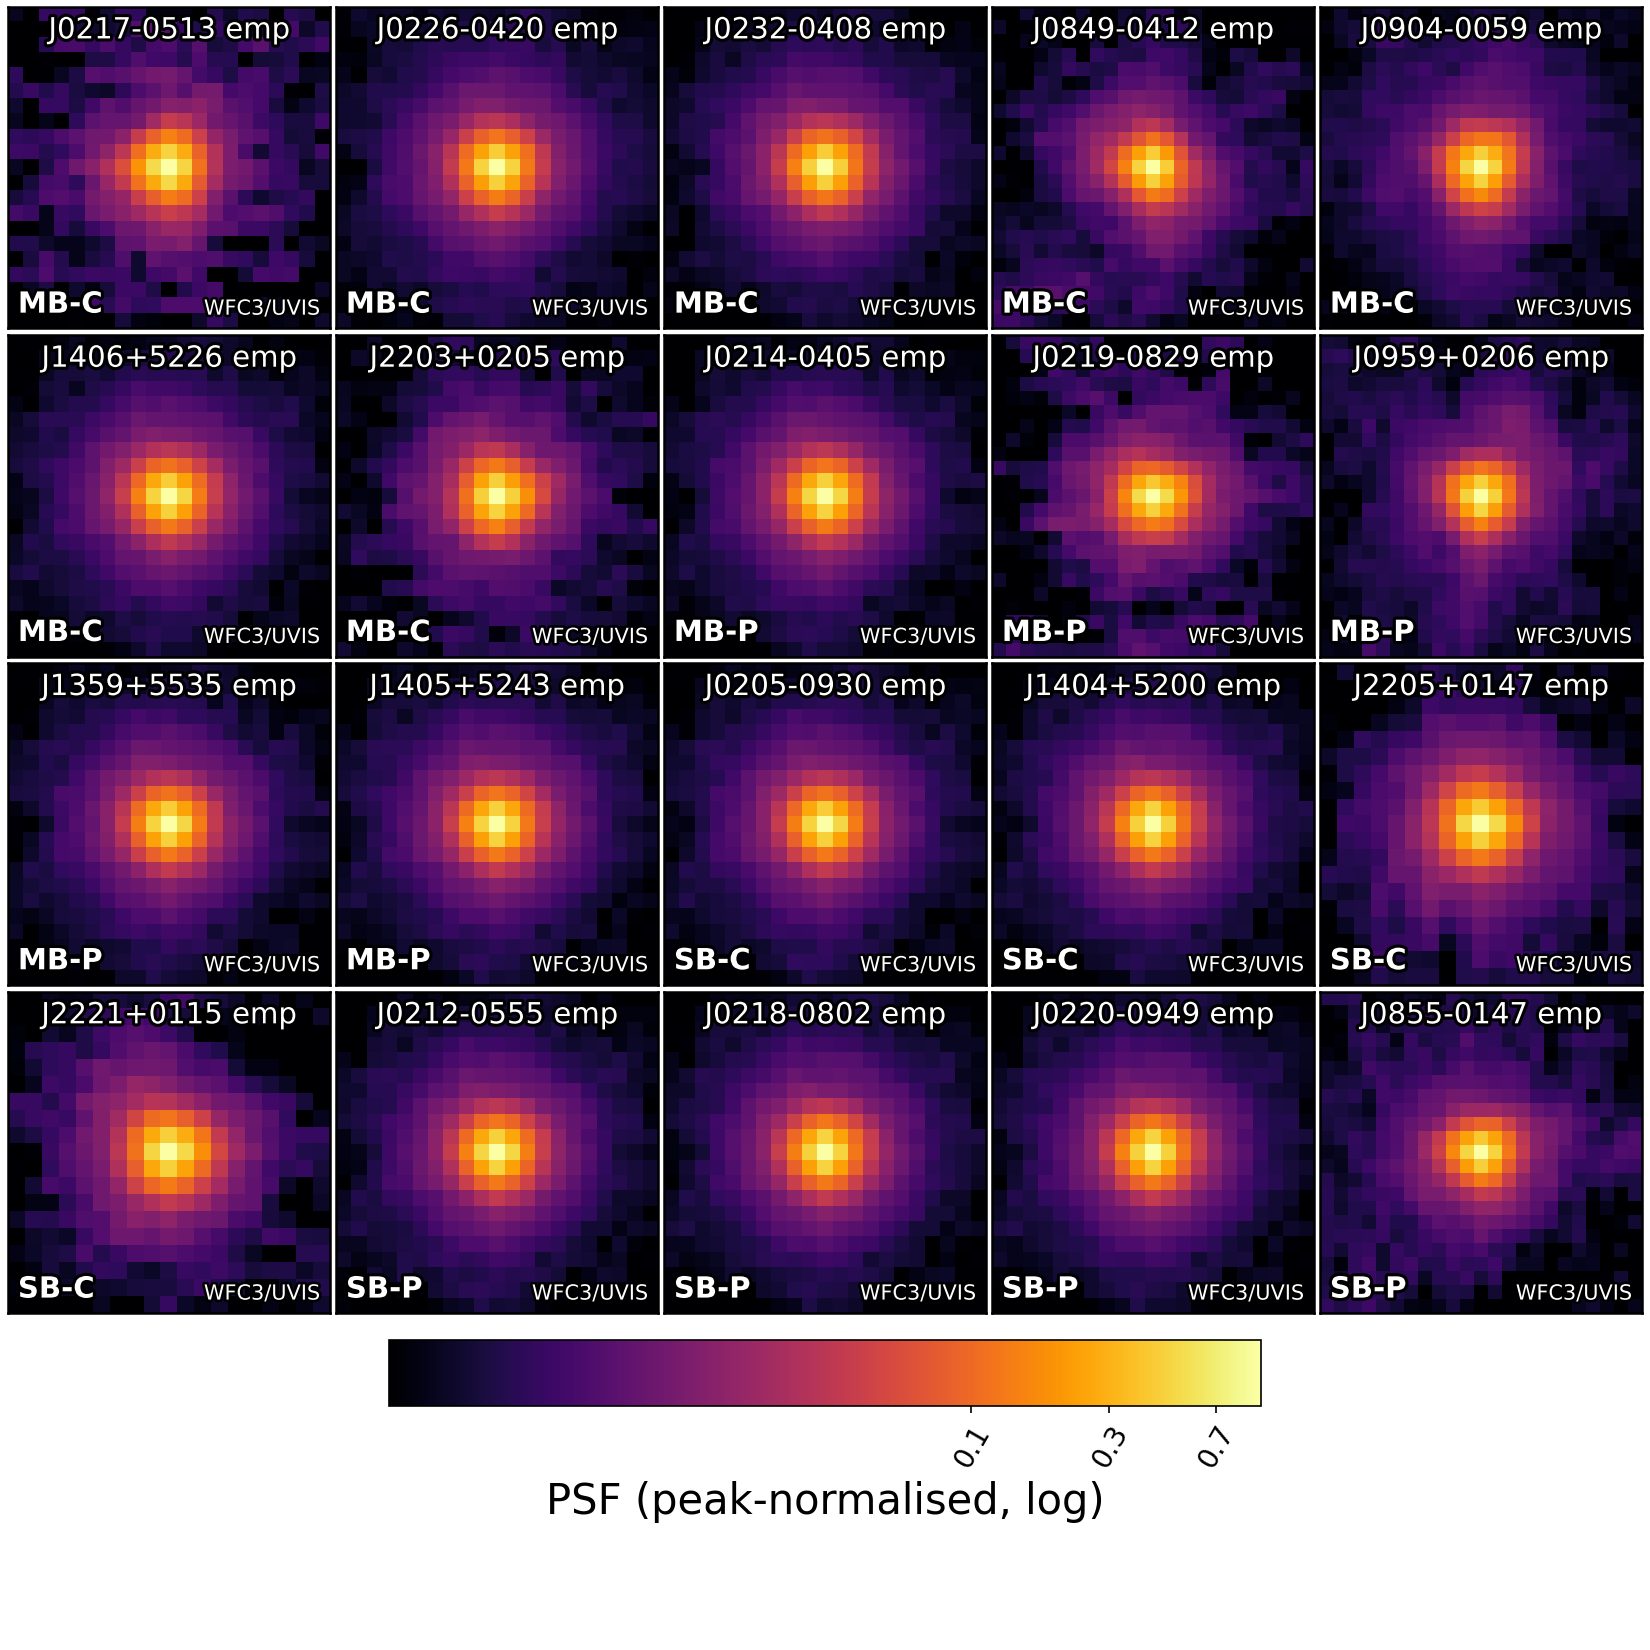 J0217-0513 emp
MB-C WFC3/UVIS
J0226-0420 emp
MB-C WFC3/UVIS
J0232-0408 emp
MB-C WFC3/UVIS
J0849-0412 emp
MB-C WFC3/UVIS
J0904-0059 emp
MB-C WFC3/UVIS
J1406+5226 emp
MB-C WFC3/UVIS
J2203+0205 emp
MB-C WFC3/UVIS
J0214-0405 emp
MB-P WFC3/UVIS
J0219-0829 emp
MB-P WFC3/UVIS
J0959+0206 emp
MB-P WFC3/UVIS
J1359+5535 emp
MB-P WFC3/UVIS
J1405+5243 emp
MB-P WFC3/UVIS
J0205-0930 emp
SB-C WFC3/UVIS
J1404+5200 emp
SB-C WFC3/UVIS
J2205+0147 emp
SB-C WFC3/UVIS
J2221+0115 emp
SB-C WFC3/UVIS
J0212-0555 emp
SB-P WFC3/UVIS
J0218-0802 emp
SB-P WFC3/UVIS
J0220-0949 emp
SB-P WFC3/UVIS
J0855-0147 emp
SB-P WFC3/UVIS
0.1 0.3 0.7
PSF (peak-normalised, log)